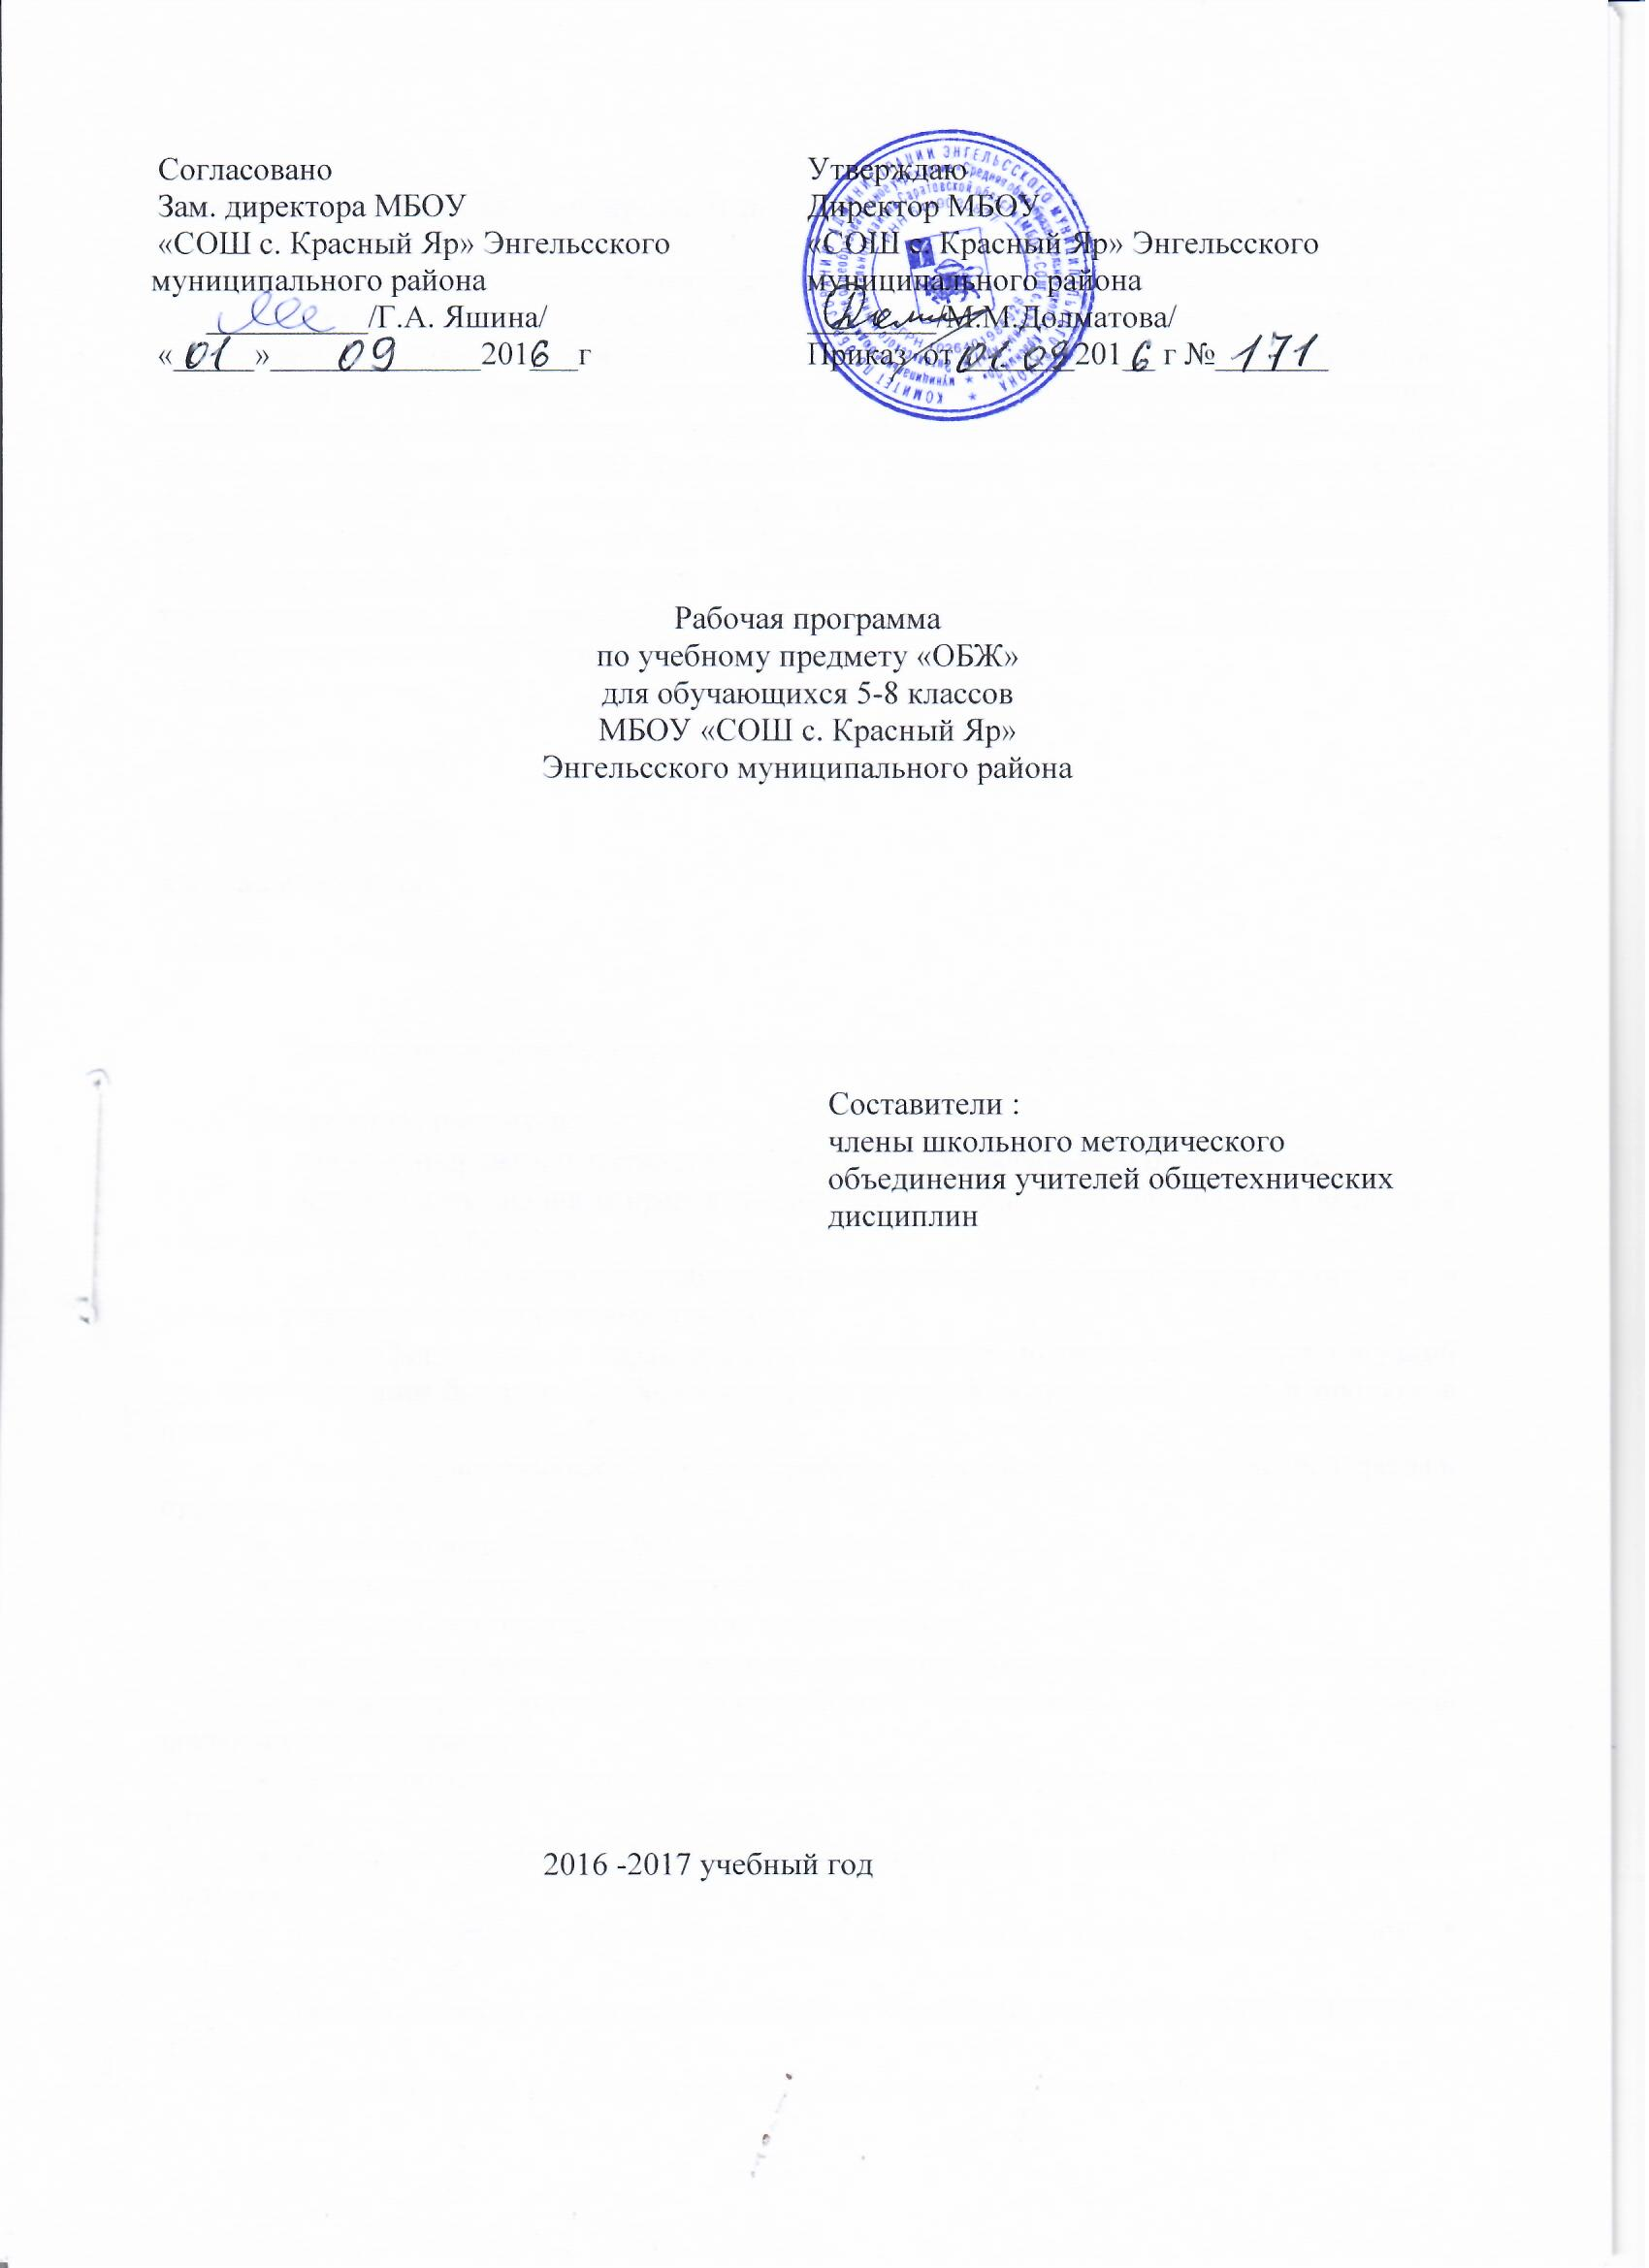 Согласовано
Зам. директора МБОУ
«СОШ с. Красный Яр» Энгельсского
муниципального района
____________/Г.А. Яшина/
«01»  09  2016 г
Утверждаю
Директор МБОУ
«СОШ с. Красный Яр» Энгельсского
муниципального района
________/М.М.Долматова/
Приказ от 01.09 2016 г № 171
Рабочая программа
по учебному предмету «ОБЖ»
для обучающихся 5-8 классов
МБОУ «СОШ с. Красный Яр»
Энгельсского муниципального района
Составители :
члены школьного методического
объединения учителей общетехнических
дисциплин
2016 -2017 учебный год